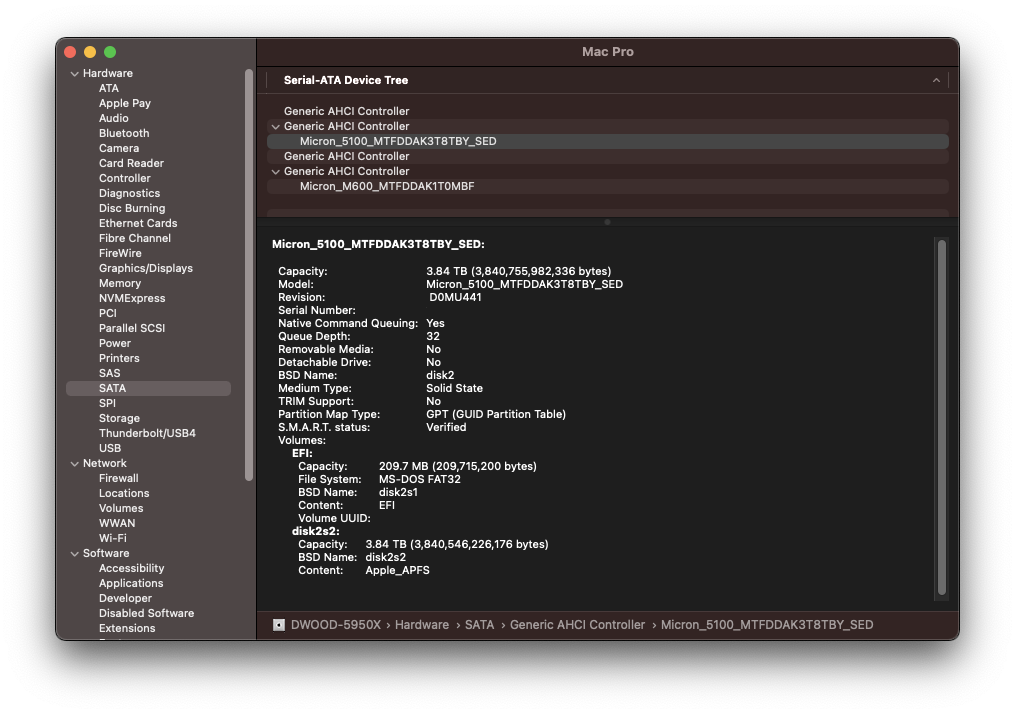 Mac Pro
Hardware
ATA
Apple Pay
Audio
Bluetooth
Camera
Card Reader
Controller
Diagnostics
Disc Burning
Ethernet Cards
Fibre Channel
FireWire
Graphics/Displays
Memory
NVMExpress
PCI
Parallel SCSI
Power
Printers
SAS
SATA
SPI
Storage
Thunderbolt/USB4
USB
Network
Firewall
Locations
Volumes
WWAN
Wi-Fi
Software
Accessibility
Applications
Developer
Disabled Software
Extensions
Serial-ATA Device Tree
Generic AHCI Controller
Generic AHCI Controller
Micron_5100_MTFDDAK3T8TBY_SED
Generic AHCI Controller
Generic AHCI Controller
Micron_M600_MTFDDAK1T0MBF
Micron_5100_MTFDDAK3T8TBY_SED:
Capacity: 3.84 TB (3,840,755,982,336 bytes)
Model: Micron_5100_MTFDDAK3T8TBY_SED
Revision: D0MU441
Serial Number:
Native Command Queuing: Yes
Queue Depth: 32
Removable Media: No
Detachable Drive: No
BSD Name: disk2
Medium Type: Solid State
TRIM Support: No
Partition Map Type: GPT (GUID Partition Table)
S.M.A.R.T. status: Verified
Volumes:
EFI:
Capacity: 209.7 MB (209,715,200 bytes)
File System: MS-DOS FAT32
BSD Name: disk2s1
Content: EFI
Volume UUID:
disk2s2:
Capacity: 3.84 TB (3,840,546,226,176 bytes)
BSD Name: disk2s2
Content: Apple_APFS
DWOOD-5950X › Hardware › SATA › Generic AHCI Controller › Micron_5100_MTFDDAK3T8TBY_SED